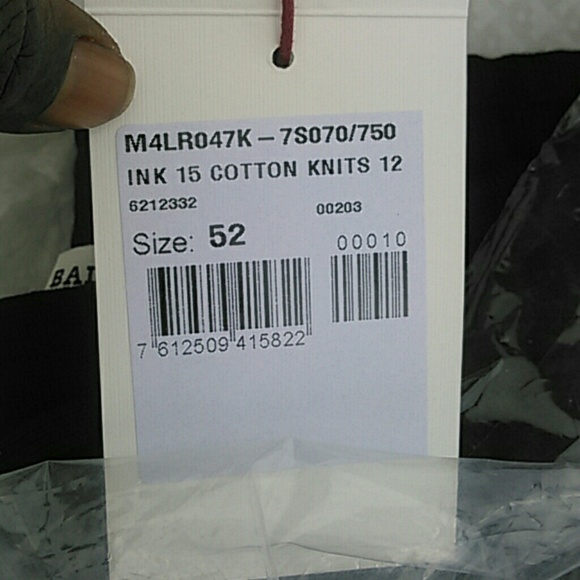 M4LR047K – 7S070/750
INK 15 COTTON KNITS 12
6212332 00203
Size: 52 00010
7 612509 415822